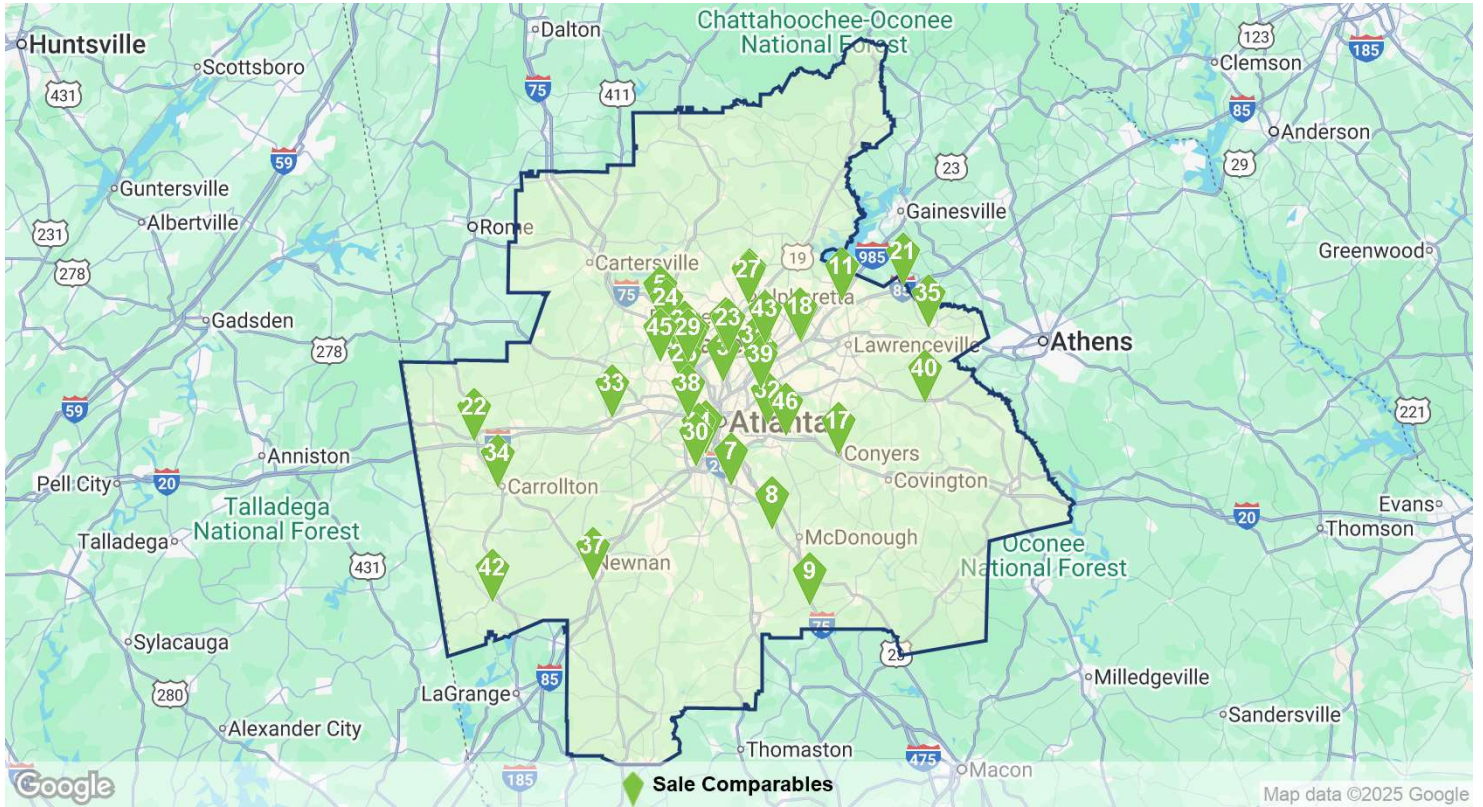 Chattahoochee-Oconee
National Forest
Dalton
Huntsville
123
185
Scottsboro
Clemson
431
75
411
85
Anderson
59
29
23
Guntersville
Albertville
Rome
Gainesville
231
19
985
21
Greenwood
278
Cartersville
27
11
5
35
24
75
85
18
43
23
Gadsden
45
29
Lawrenceville
Athens
278
39
40
38
33
59
22
32
46
221
Atlanta
17
30
34
7
Anniston
Conyers
Pell City
20
Carrollton
8
Covington
Evans
Talladega
National Forest
20
Thomson
Talladega
37
McDonough
Oconee
National Forest
431
42
Newnan
9
75
Sylacauga
23
85
280
LaGrange
Milledgeville
Alexander City
Sandersville
Thomaston
475
185
Macon
Google
Sale Comparables
Map data ©2025 Google